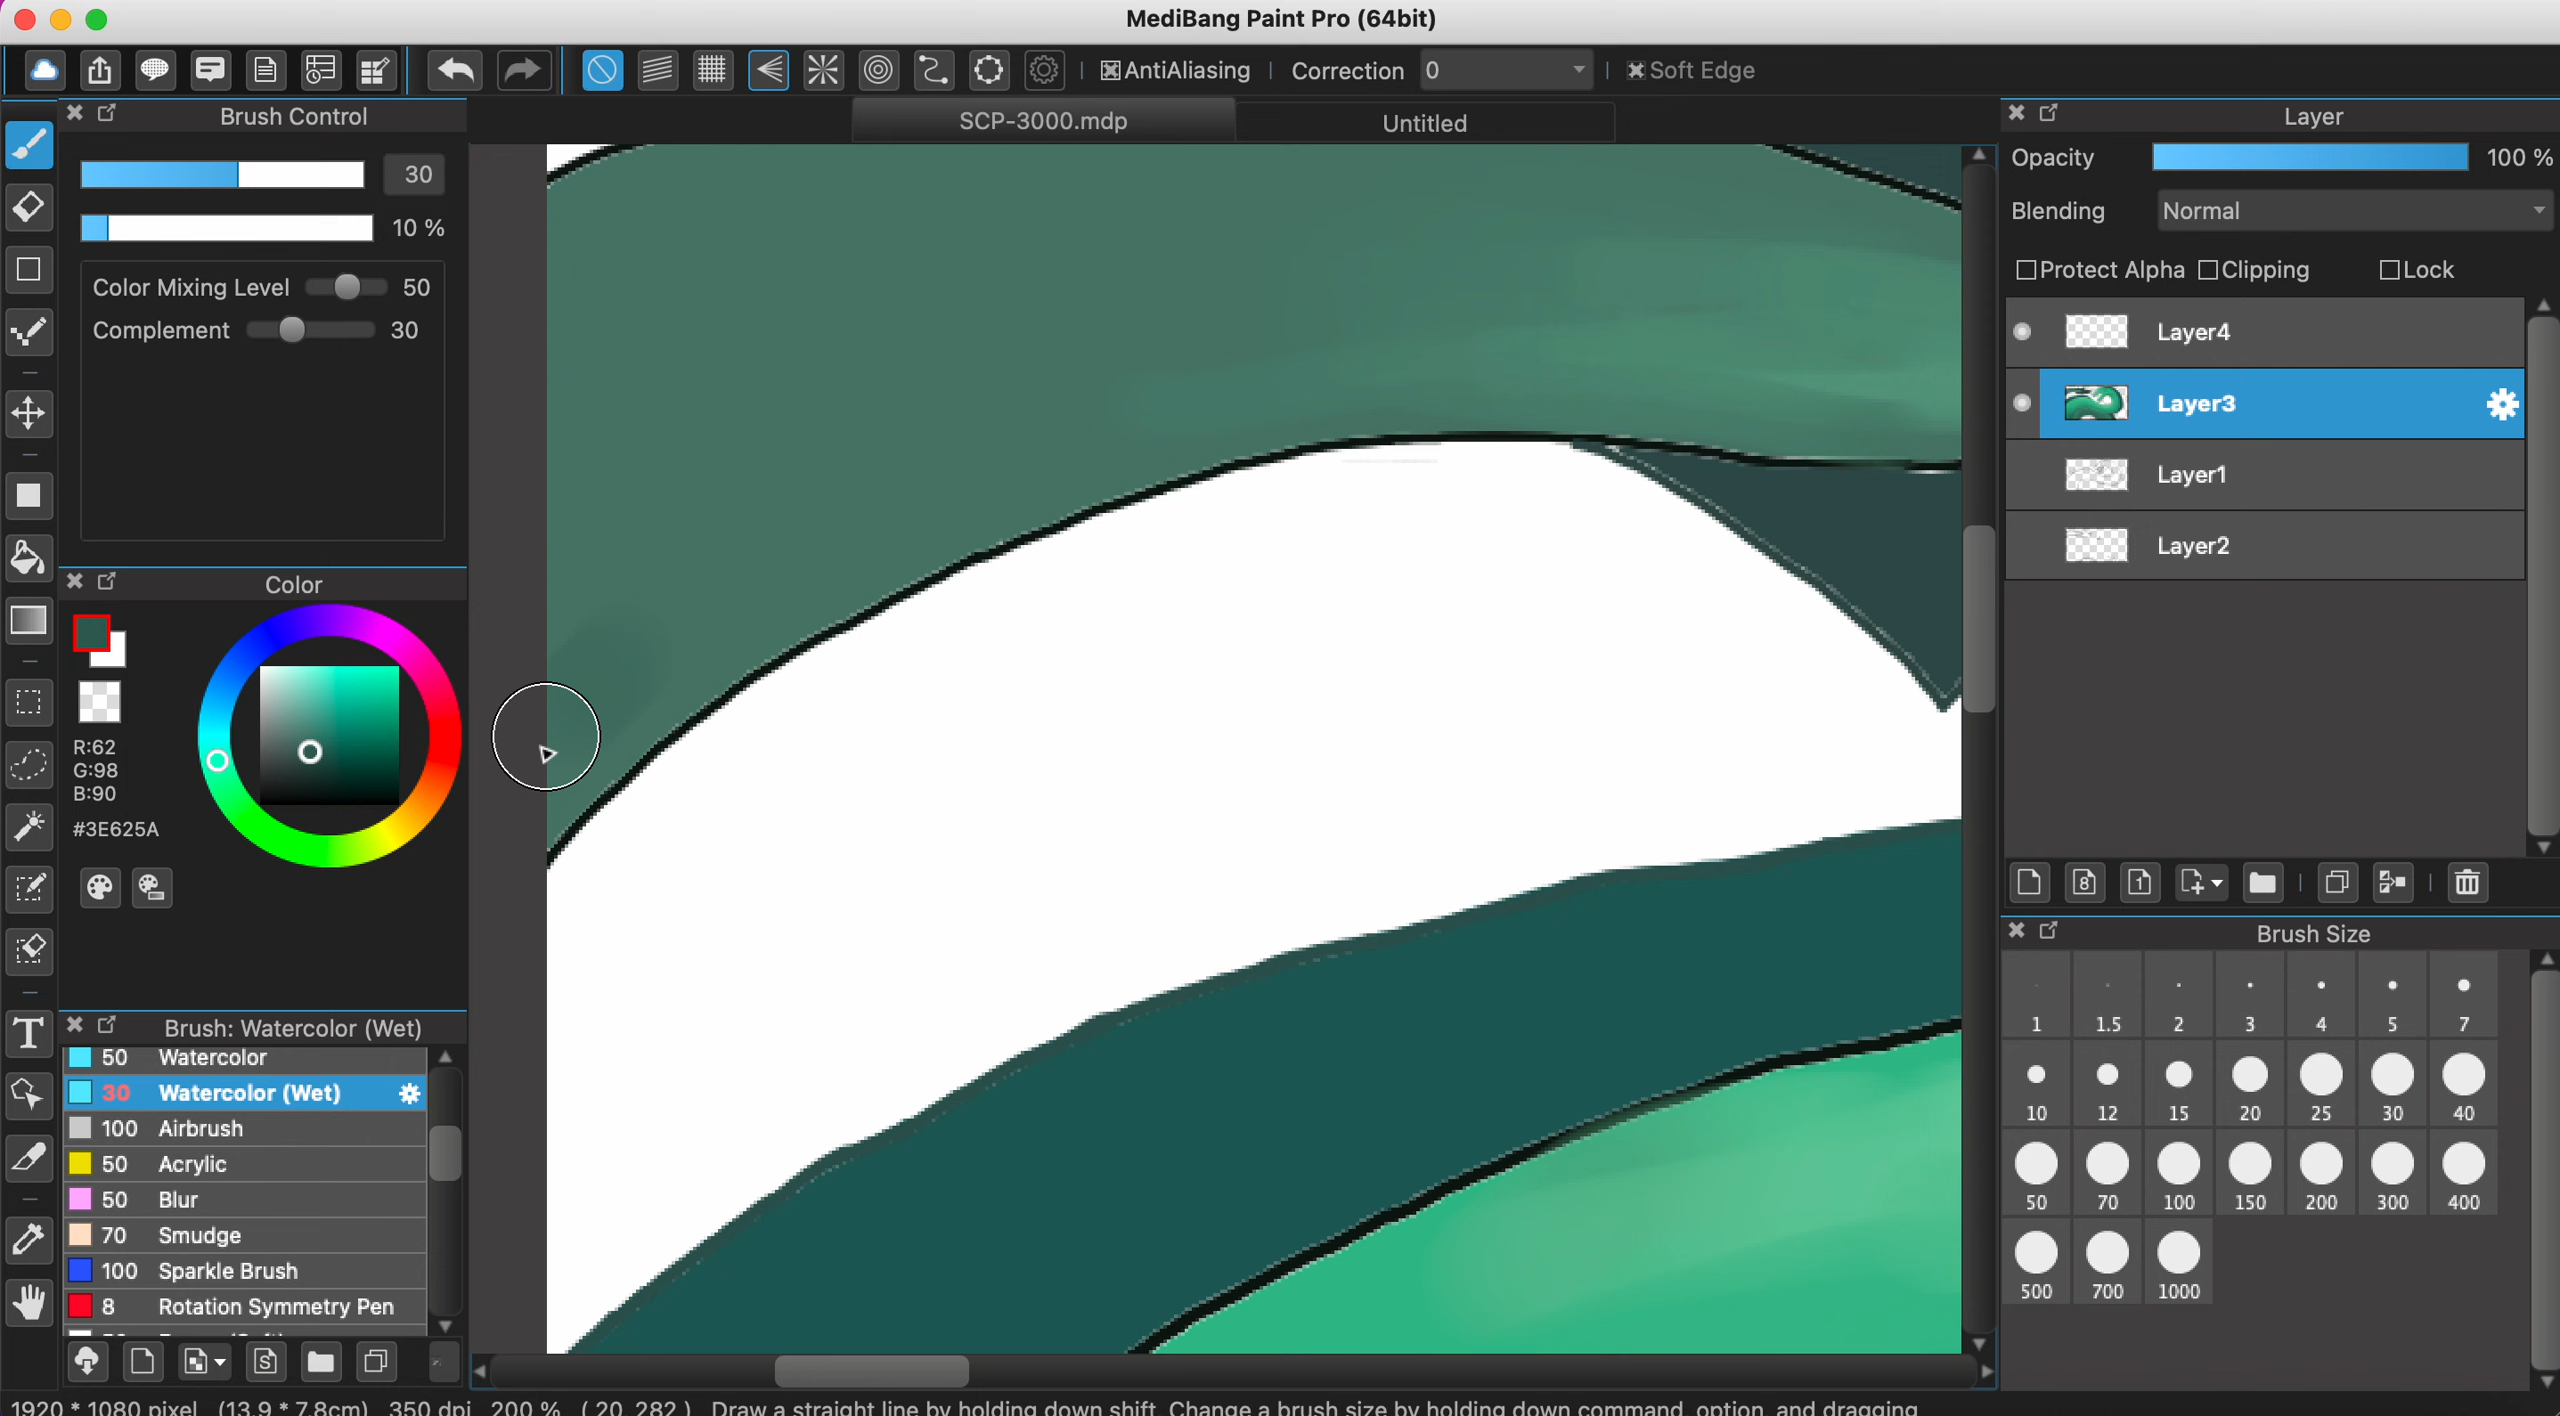 MediBang Paint Pro (64bit)
AntiAliasing
Correction 0
Soft Edge
Brush Control
SCP-3000.mdp
Untitled
Layer
30
10 %
Color Mixing Level 50
Complement 30
Opacity 100 %
Blending Normal
Protect Alpha Clipping Lock
Layer4
Layer3
Layer1
Layer2
Color
R:62
G:98
B:90
#3E625A
8 1
Brush Size
1 1.5 2 3 4 5 7
10 12 15 20 25 30 40
50 70 100 150 200 300 400
500 700 1000
Brush: Watercolor (Wet)
50 Watercolor
30 Watercolor (Wet)
100 Airbrush
50 Acrylic
50 Blur
70 Smudge
100 Sparkle Brush
8 Rotation Symmetry Pen
T
S
1920 * 1080 pixel (13.9 * 7.8cm) 350 dpi 200 % ( 20, 282 ) Draw a straight line by holding down shift, Change a brush size by holding down command, option, and dragging